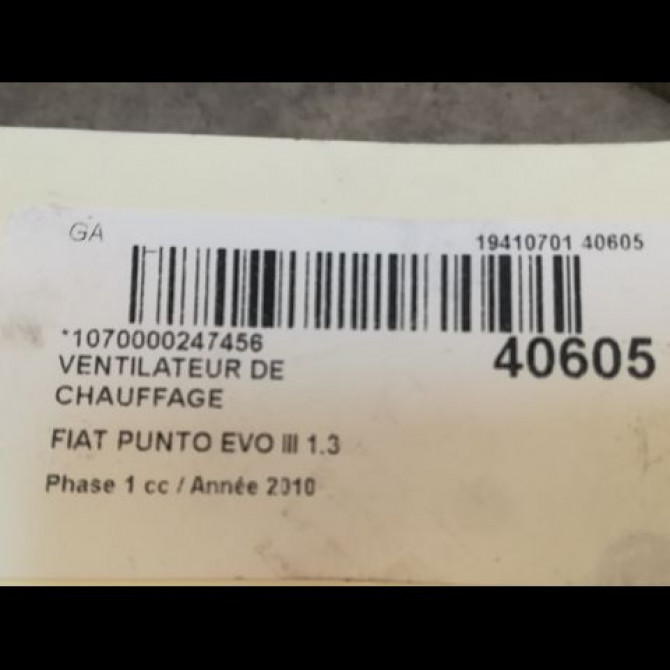 GA
19410701 40605
*1070000247456
40605
VENTILATEUR DE
CHAUFFAGE
FIAT PUNTO EVO III 1.3
Phase 1 cc / Année 2010